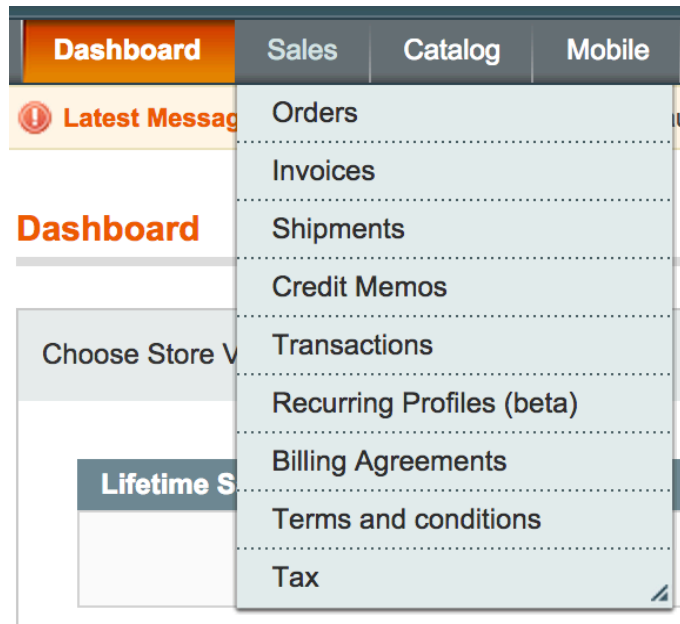 Dashboard Sales Catalog Mobile
Latest
Orders
Invoices
Dashboard
Shipments
Credit Memos
Choose Store
Transactions
Recurring Profiles (beta)
Billing Agreements
Lifetime
Terms and conditions
Tax